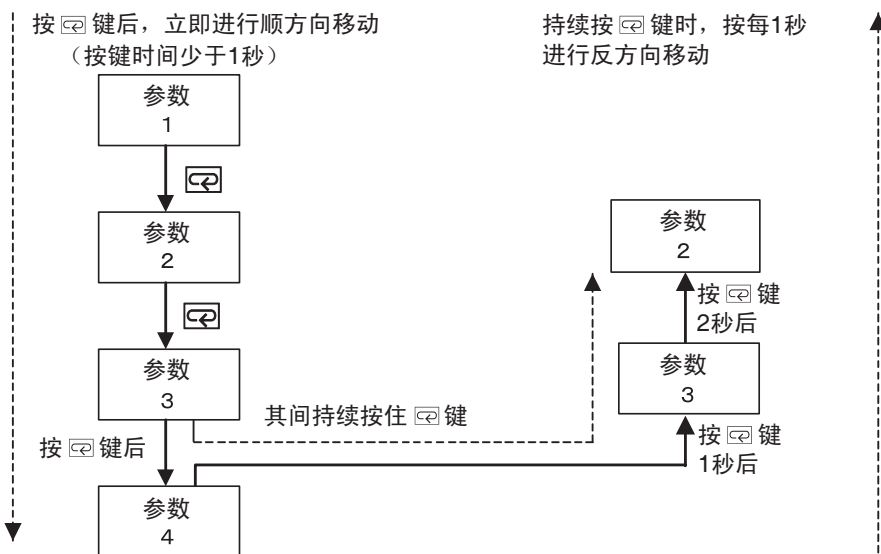 按 键后，立即进行顺方向移动
（按键时间少于1秒）
持续按 键时，按每1秒
进行反方向移动
参数
1
参数
2
参数
3
按 键后
参数
4
其间持续按住 键
参数
2
按 键
2秒后
参数
3
按 键
1秒后